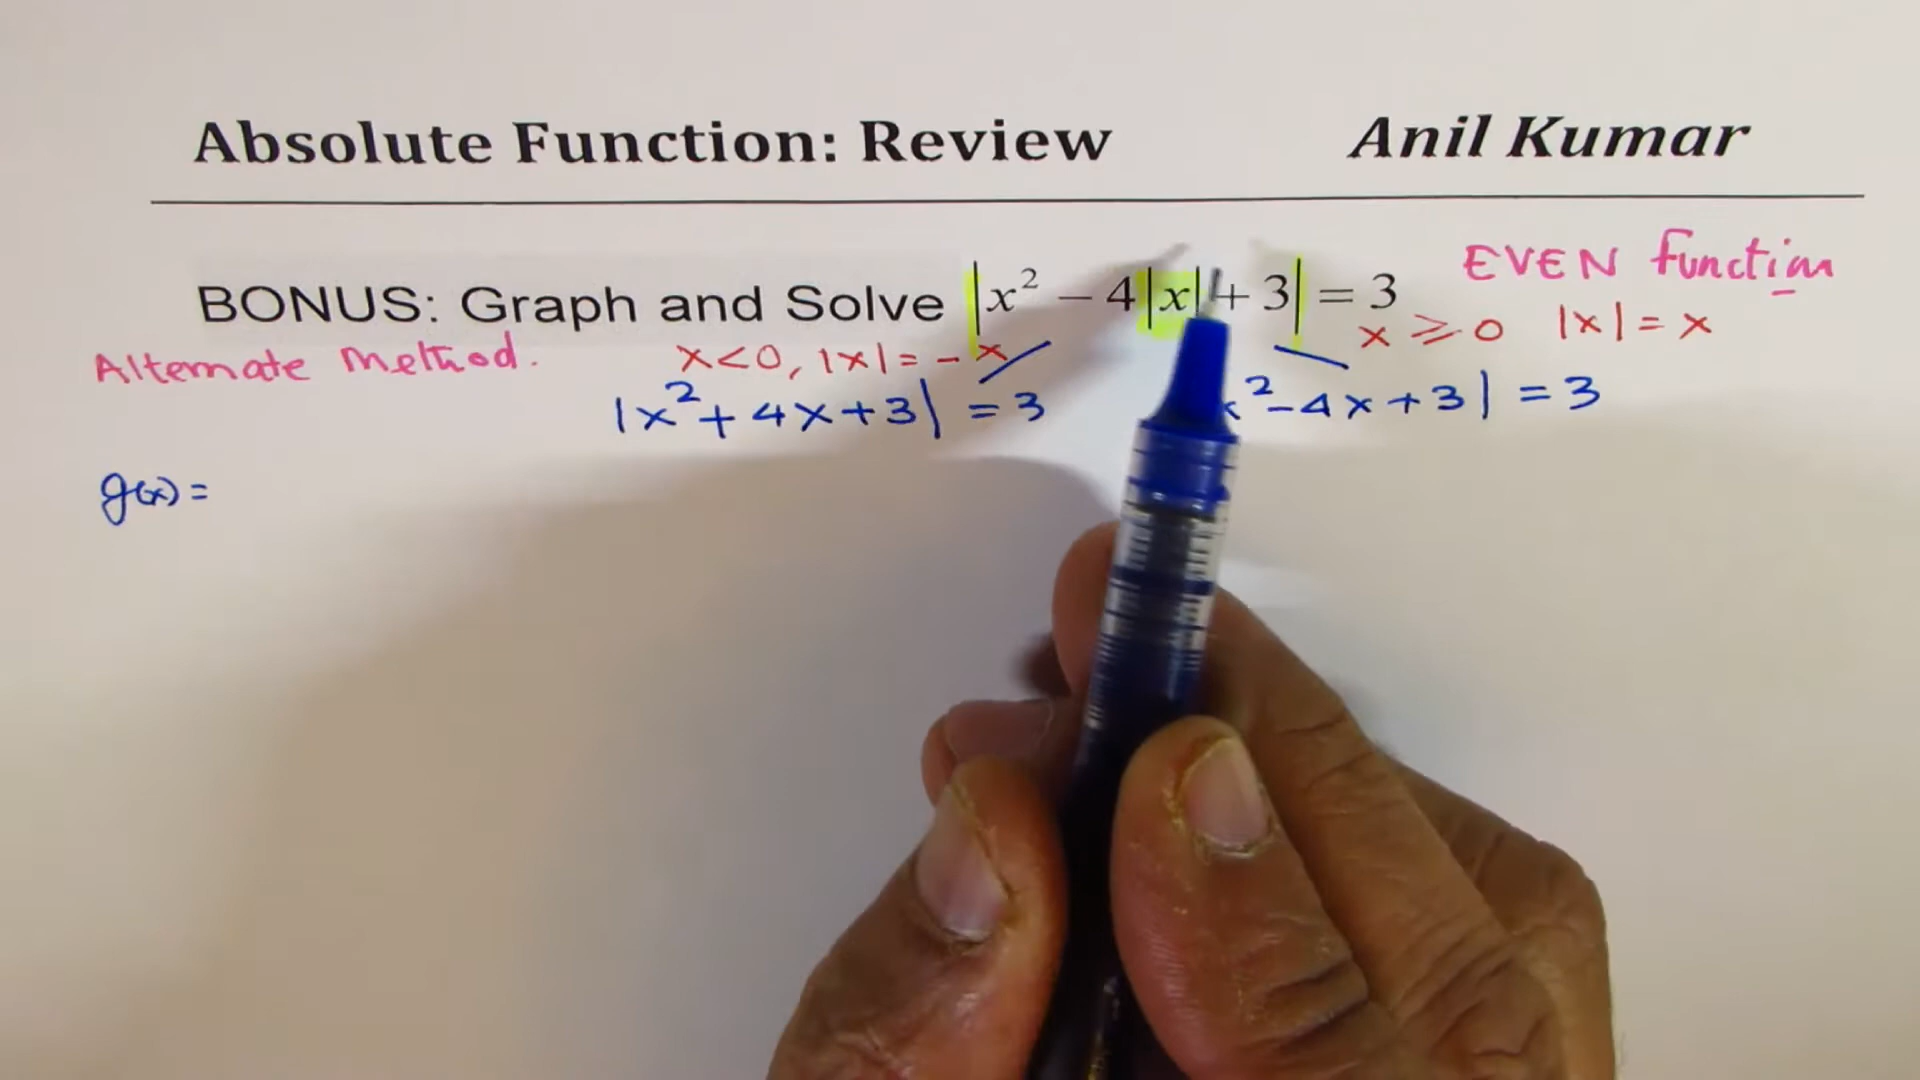 Absolute Function: Review Anil Kumar
EVEN Function
BONUS: Graph and Solve |x² − 4|x| + 3| = 3
x ≥ 0 |x| = x
Alternate Method. x < 0, |x| = - x
|x² + 4x + 3| = 3 ² - 4x + 3| = 3
g(x) =